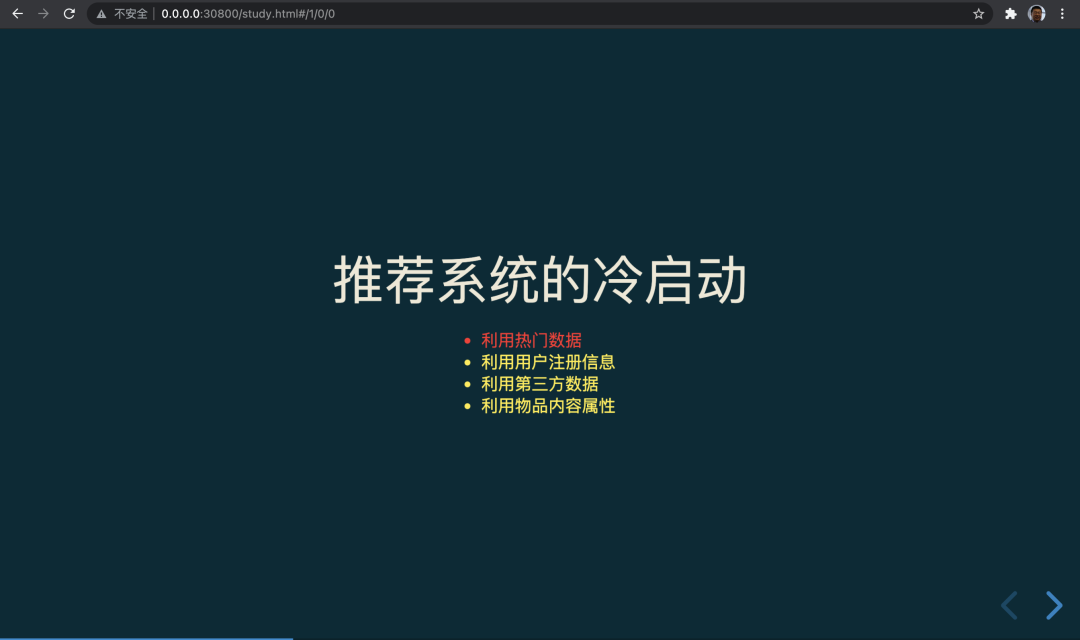 不安全 0.0.0.0:30800/study.html#/1/0/0
推荐系统的冷启动
利用热门数据
利用用户注册信息
利用第三方数据
利用物品内容属性